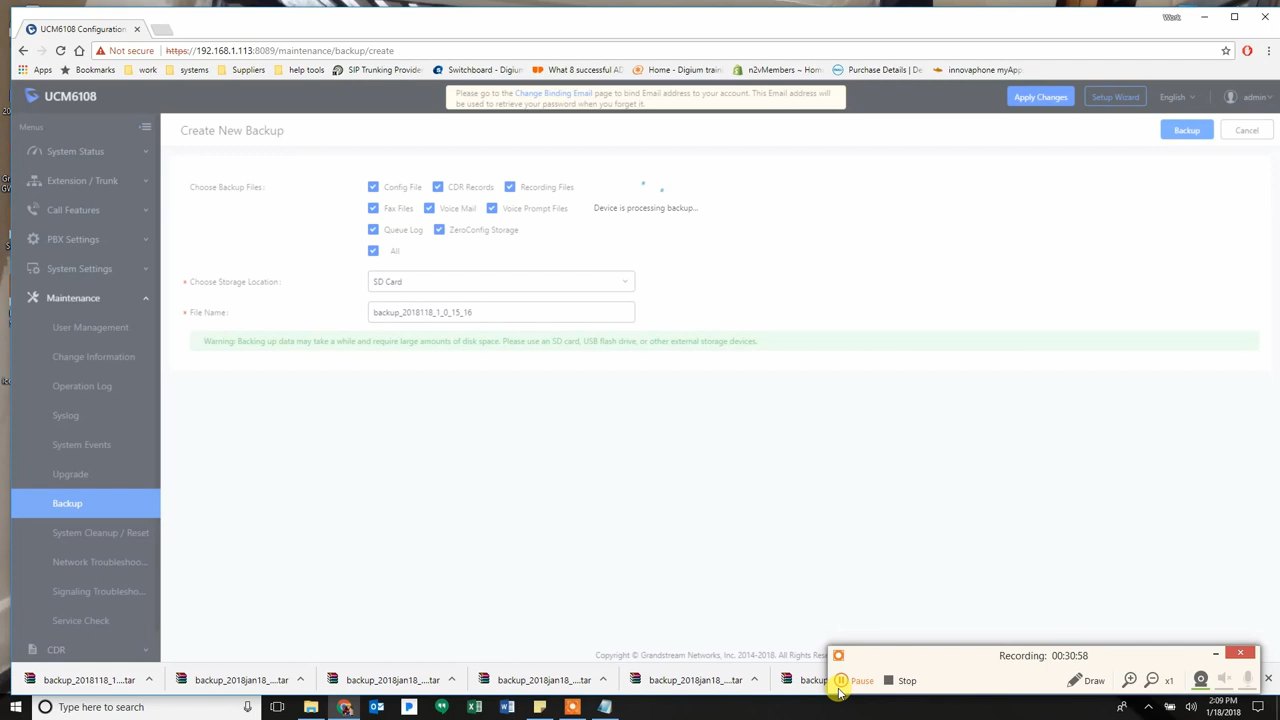 Work
UCM6108 Configuration
Not secure
https://192.168.1.113:8089/maintenance/backup/create
Apps
Bookmarks
work
systems
Suppliers
help tools
SIP Trunking Provider
Switchboard - Digium
What 8 successful AD
Home - Digium train
n2vMembers ~ Home
Purchase Details | De
innovaphone myApp
UCM6108
Please go to the Change Binding Email page to bind Email address to your account. This Email address will
be used to retrieve your password when you forget it.
Apply Changes
Setup Wizard
English
admin
Menus
Create New Backup
Backup
Cancel
System Status
Extension / Trunk
Call Features
PBX Settings
System Settings
Maintenance
User Management
Change Information
Operation Log
Syslog
System Events
Upgrade
Backup
System Cleanup / Reset
Network Troubleshoo...
Signaling Troublesho...
Service Check
CDR
Choose Backup Files:
Config File
CDR Records
Recording Files
Fax Files
Voice Mail
Voice Prompt Files
Device is processing backup...
Queue Log
ZeroConfig Storage
All
* Choose Storage Location:
SD Card
* File Name:
backup_2018118_1_0_15_16
Warning: Backing up data may take a while and require large amounts of disk space. Please use an SD card, USB flash drive, or other external storage devices.
Copyright © Grandstream Networks, Inc. 2014-2018. All Rights Rese
Recording: 00:30:58
Pause
Stop
Draw
x1
backup_2018118_1....tar
backup_2018jan18_....tar
backup_2018jan18_....tar
backup_2018jan18_....tar
backup_2018jan18_....tar
backup
Type here to search
2:09 PM
1/18/2018